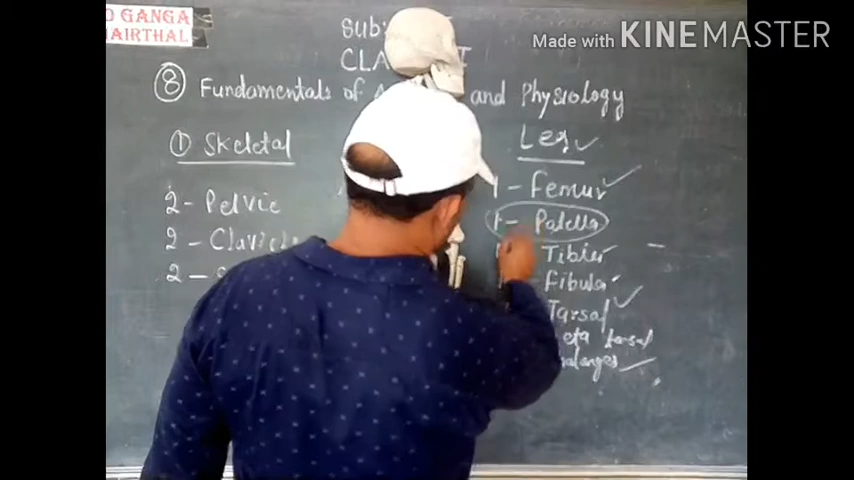 GANGA
Made with KINEMASTER
AIRTHAL
Sub:
CLA
⑧ Fundamentals of A and Physiology
① Skeletal
Leg
1 - Femur
2 - Pelvic
1 - Patella
2 - Clavicle
Tibia
2 - S
Fibula
Tarsal
eta tarsal
alanges